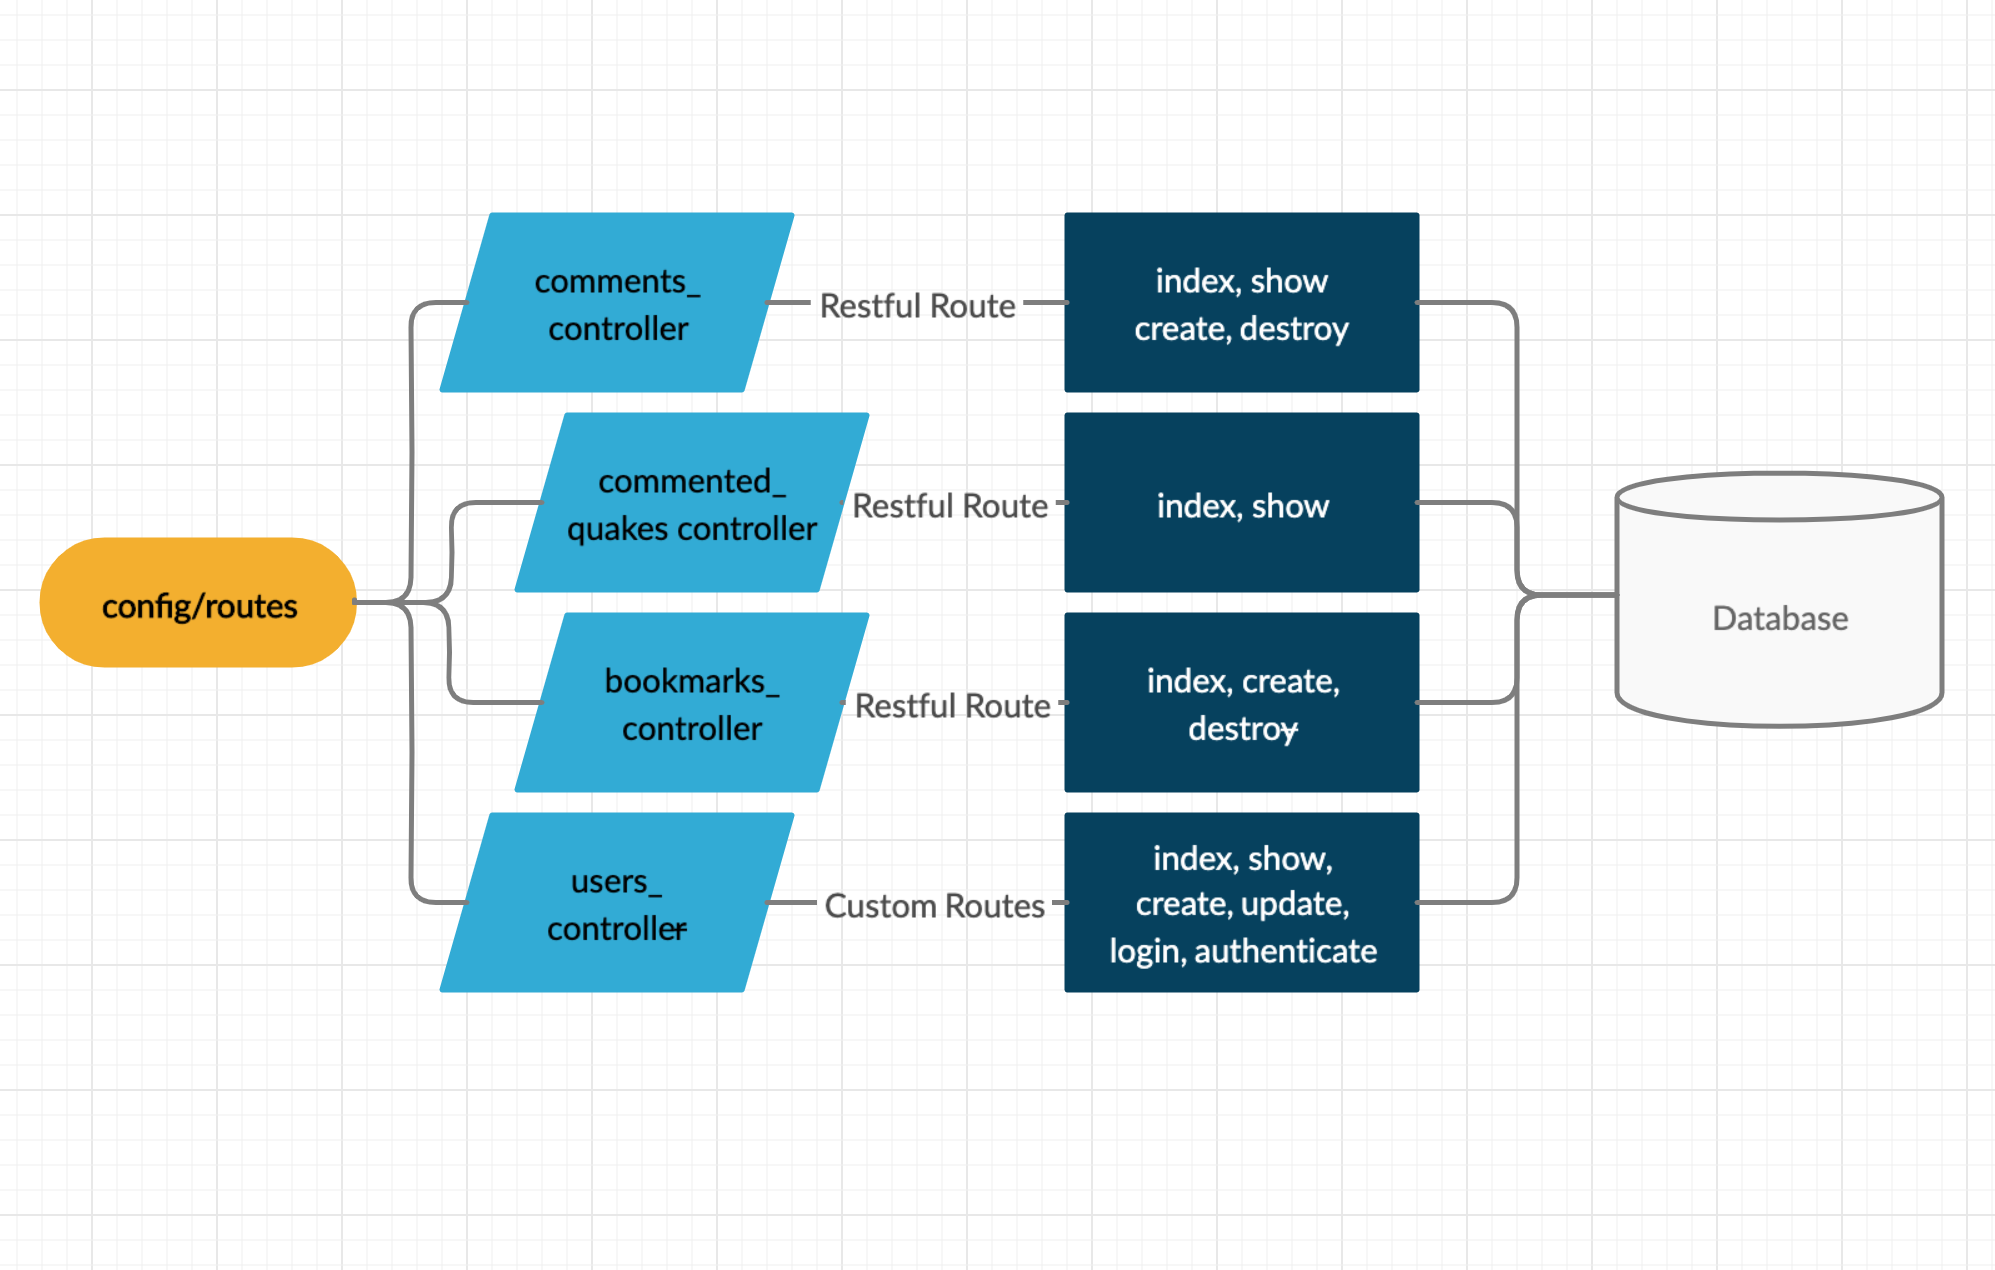 config/routes
comments_
controller
Restful Route
index, show
create, destroy
commented_
quakes controller
Restful Route
index, show
bookmarks_
controller
Restful Route
index, create,
destroy
users_
controller
Custom Routes
index, show,
create, update,
login, authenticate
Database